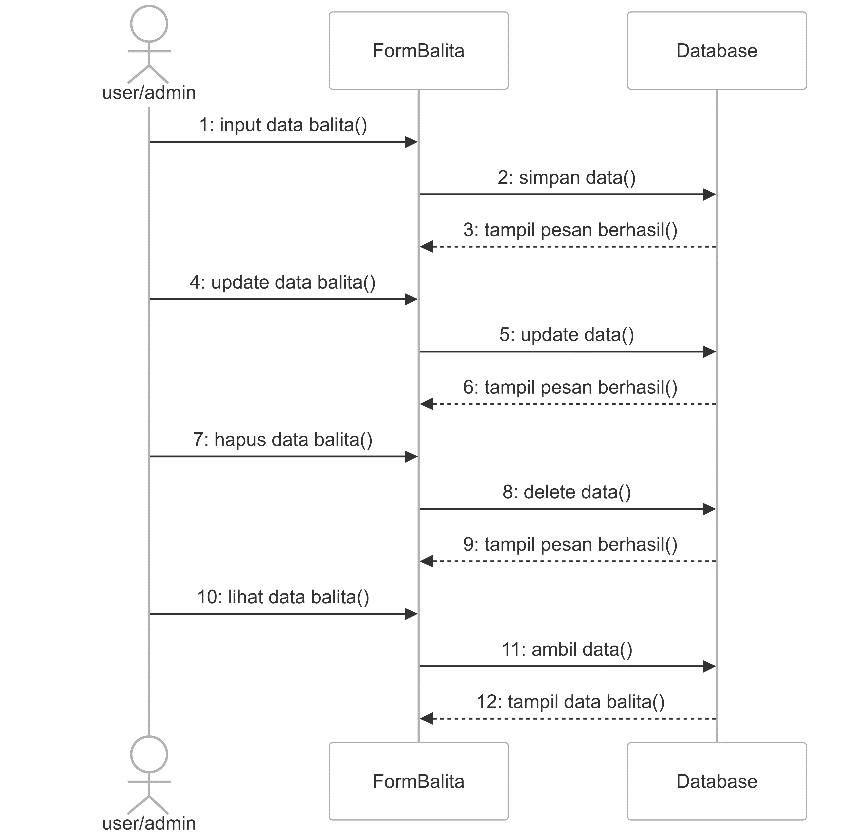 user/admin
FormBalita
Database
1: input data balita()
2: simpan data()
3: tampil pesan berhasil()
4: update data balita()
5: update data()
6: tampil pesan berhasil()
7: hapus data balita()
8: delete data()
9: tampil pesan berhasil()
10: lihat data balita()
11: ambil data()
12: tampil data balita()
user/admin
FormBalita
Database